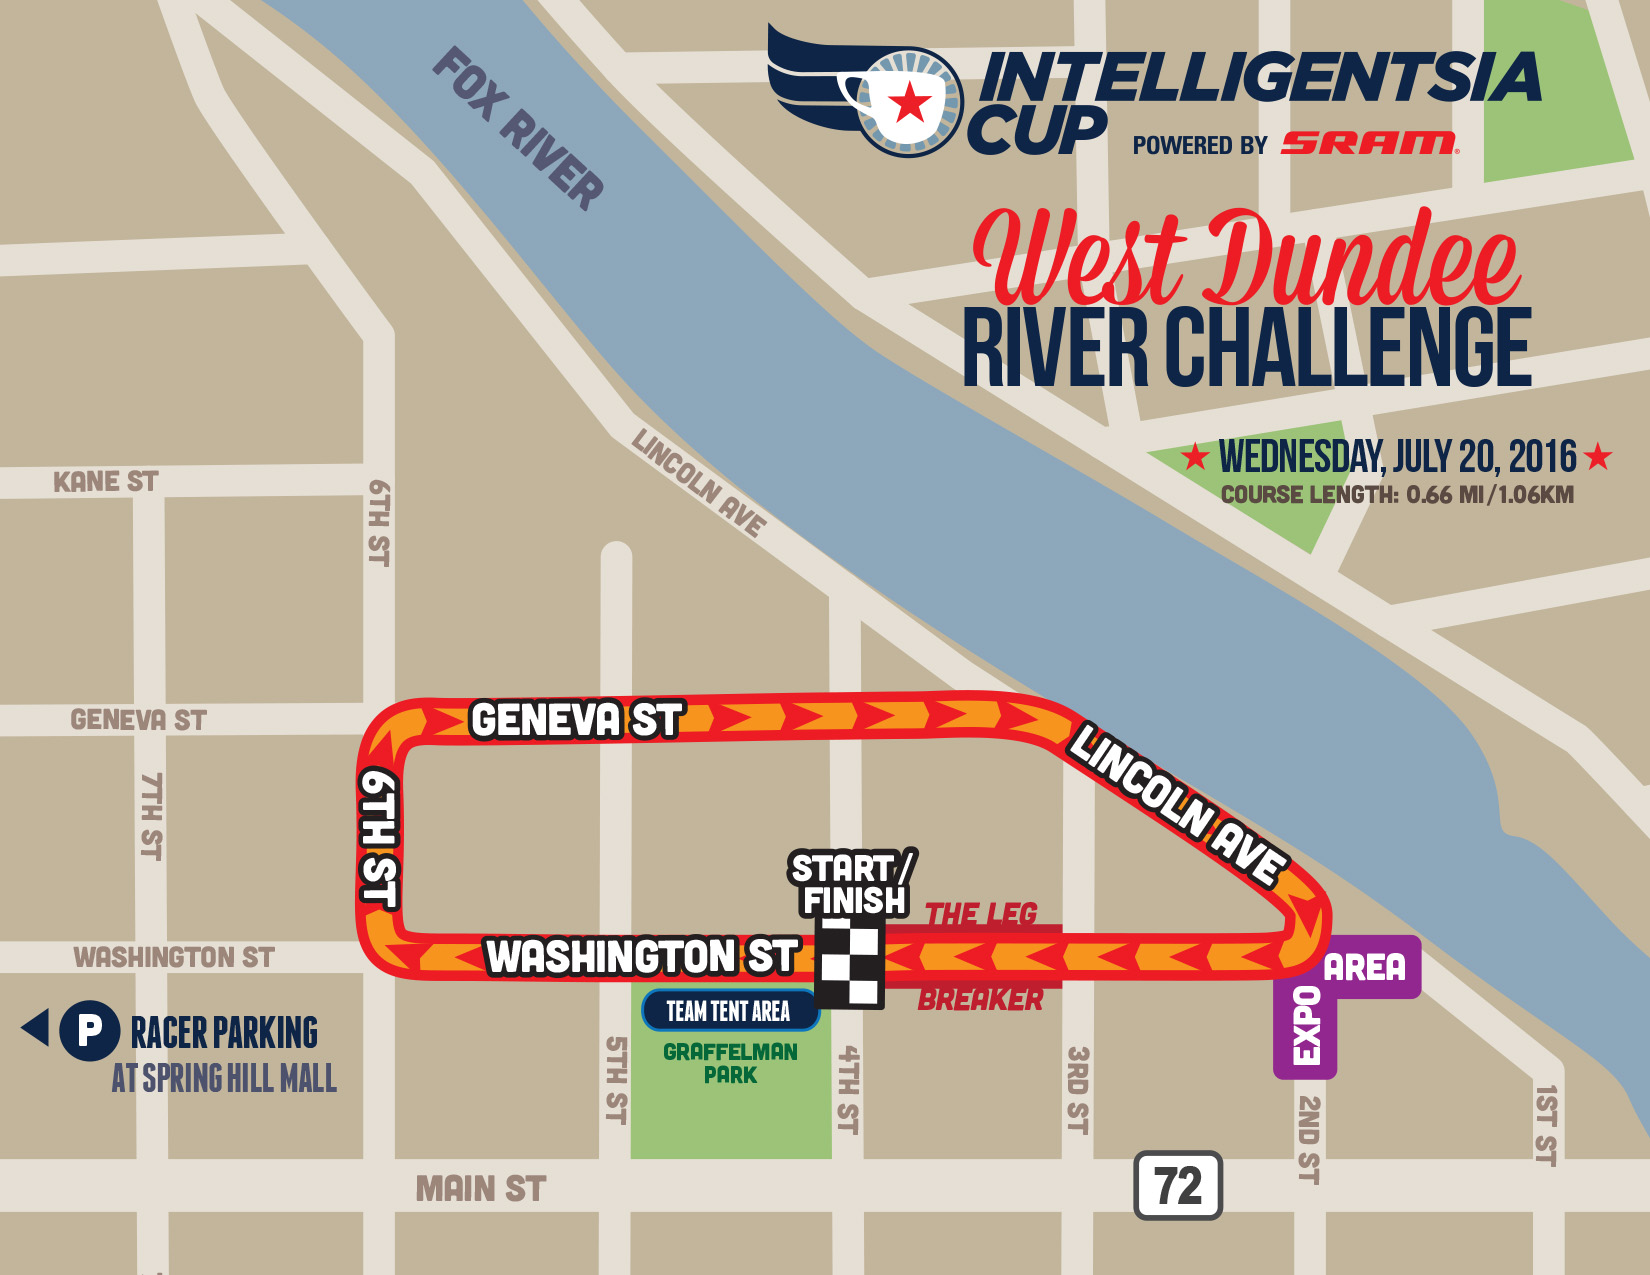 FOX RIVER
INTELLIGENTSIA
CUP
POWERED BY SRAM®
West Dundee
RIVER CHALLENGE
WEDNESDAY, JULY 20, 2016
COURSE LENGTH: 0.66 MI/1.06KM
LINCOLN AVE
KANE ST
6TH ST
GENEVA ST
GENEVA ST
LINCOLN AVE
7TH ST
6TH ST
START/
FINISH
THE LEG
BREAKER
WASHINGTON ST
WASHINGTON ST
EXPO
AREA
P
RACER PARKING
AT SPRING HILL MALL
TEAM TENT AREA
GRAFFELMAN
PARK
5TH ST
4TH ST
3RD ST
2ND ST
1ST ST
MAIN ST
72